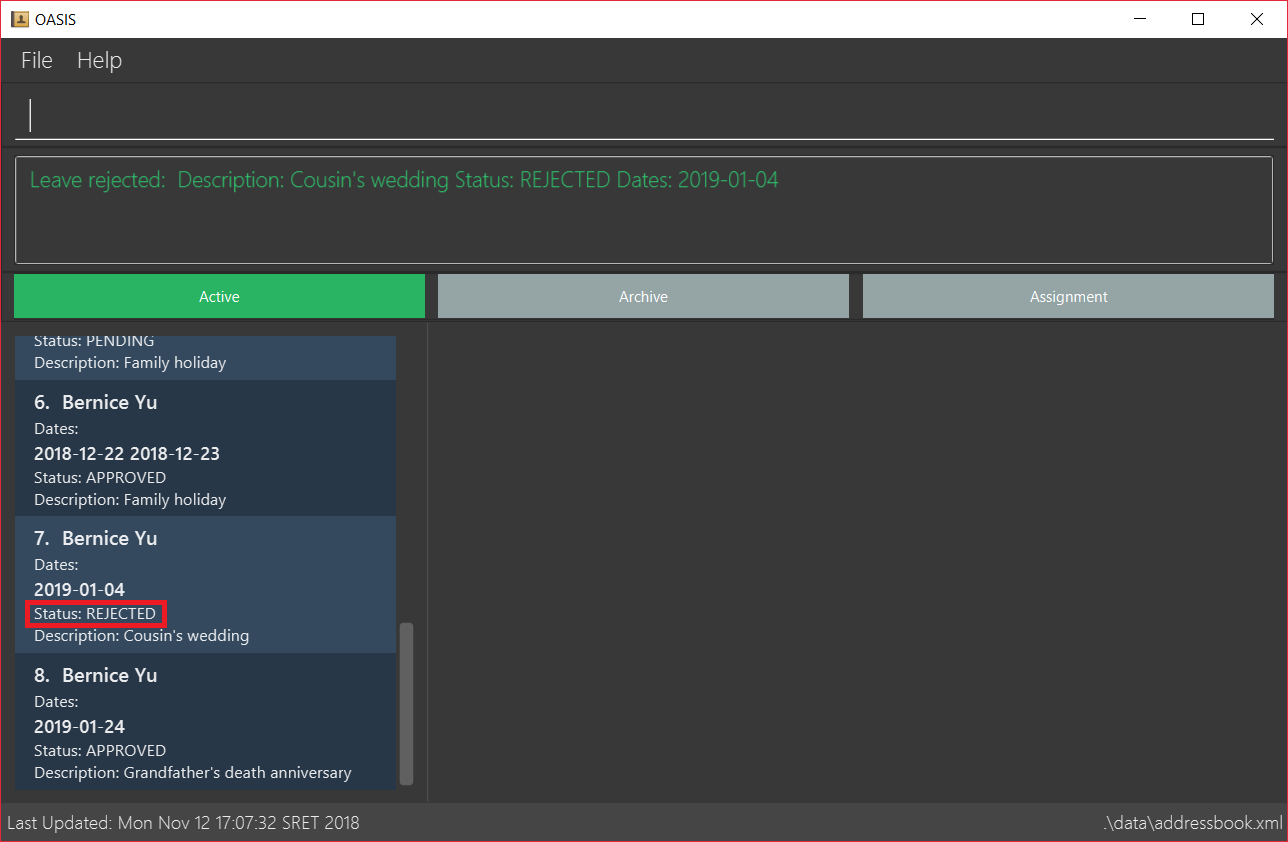 OASIS
File Help
Leave rejected:  Description: Cousin's wedding Status: REJECTED Dates: 2019-01-04
Active
Archive
Assignment
Status: PENDING
Description: Family holiday
6. Bernice Yu
Dates:
2018-12-22 2018-12-23
Status: APPROVED
Description: Family holiday
7. Bernice Yu
Dates:
2019-01-04
Status: REJECTED
Description: Cousin's wedding
8. Bernice Yu
Dates:
2019-01-24
Status: APPROVED
Description: Grandfather's death anniversary
Last Updated: Mon Nov 12 17:07:32 SRET 2018
.\data\addressbook.xml